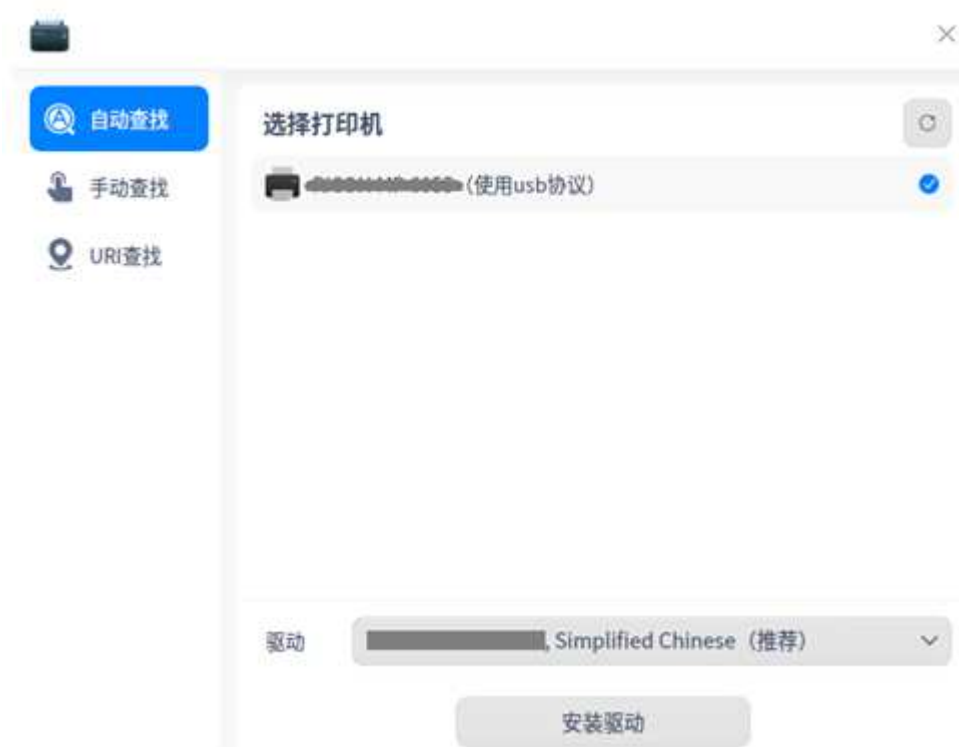 自动查找
手动查找
URI查找
选择打印机
(使用usb协议)
驱动
, Simplified Chinese（推荐）
安装驱动